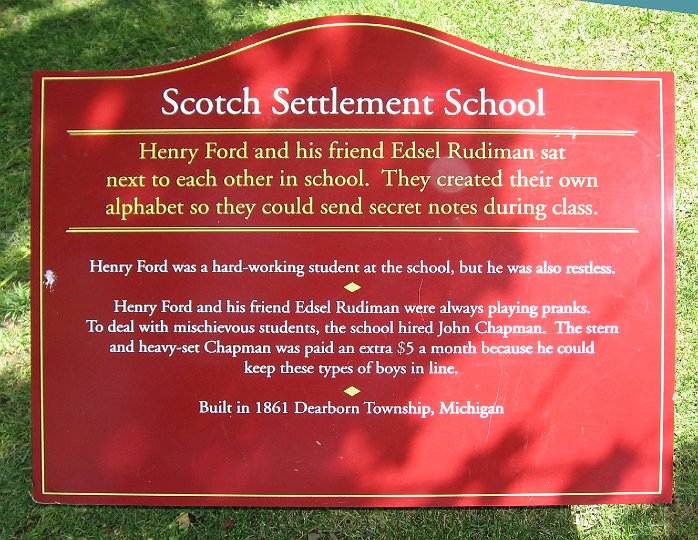 Scotch Settlement School
Henry Ford and his friend Edsel Rudiman sat
next to each other in school. They created their own
alphabet so they could send secret notes during class.
Henry Ford was a hard-working student at the school, but he was also restless.
Henry Ford and his friend Edsel Rudiman were always playing pranks.
To deal with mischievous students, the school hired John Chapman. The stern
and heavy-set Chapman was paid an extra $5 a month because he could
keep these types of boys in line.
Built in 1861 Dearborn Township, Michigan